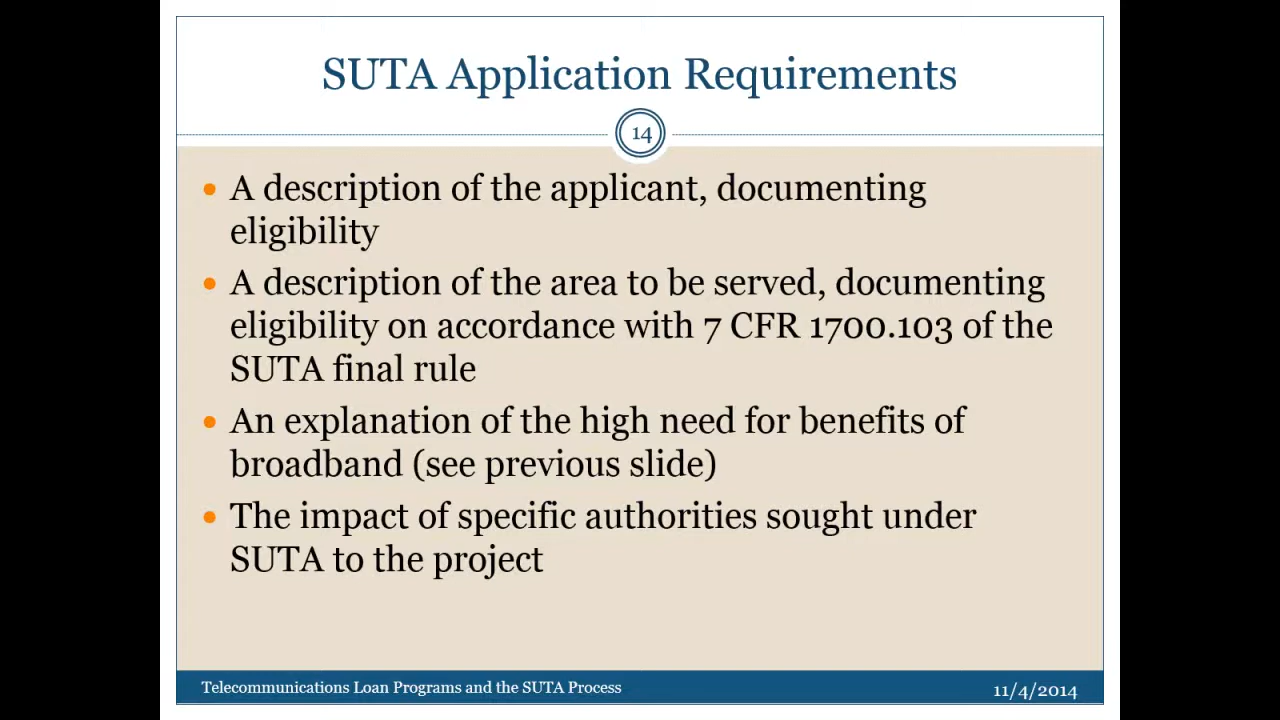 SUTA Application Requirements
14
A description of the applicant, documenting
eligibility
A description of the area to be served, documenting
eligibility on accordance with 7 CFR 1700.103 of the
SUTA final rule
An explanation of the high need for benefits of
broadband (see previous slide)
The impact of specific authorities sought under
SUTA to the project
Telecommunications Loan Programs and the SUTA Process
11/4/2014